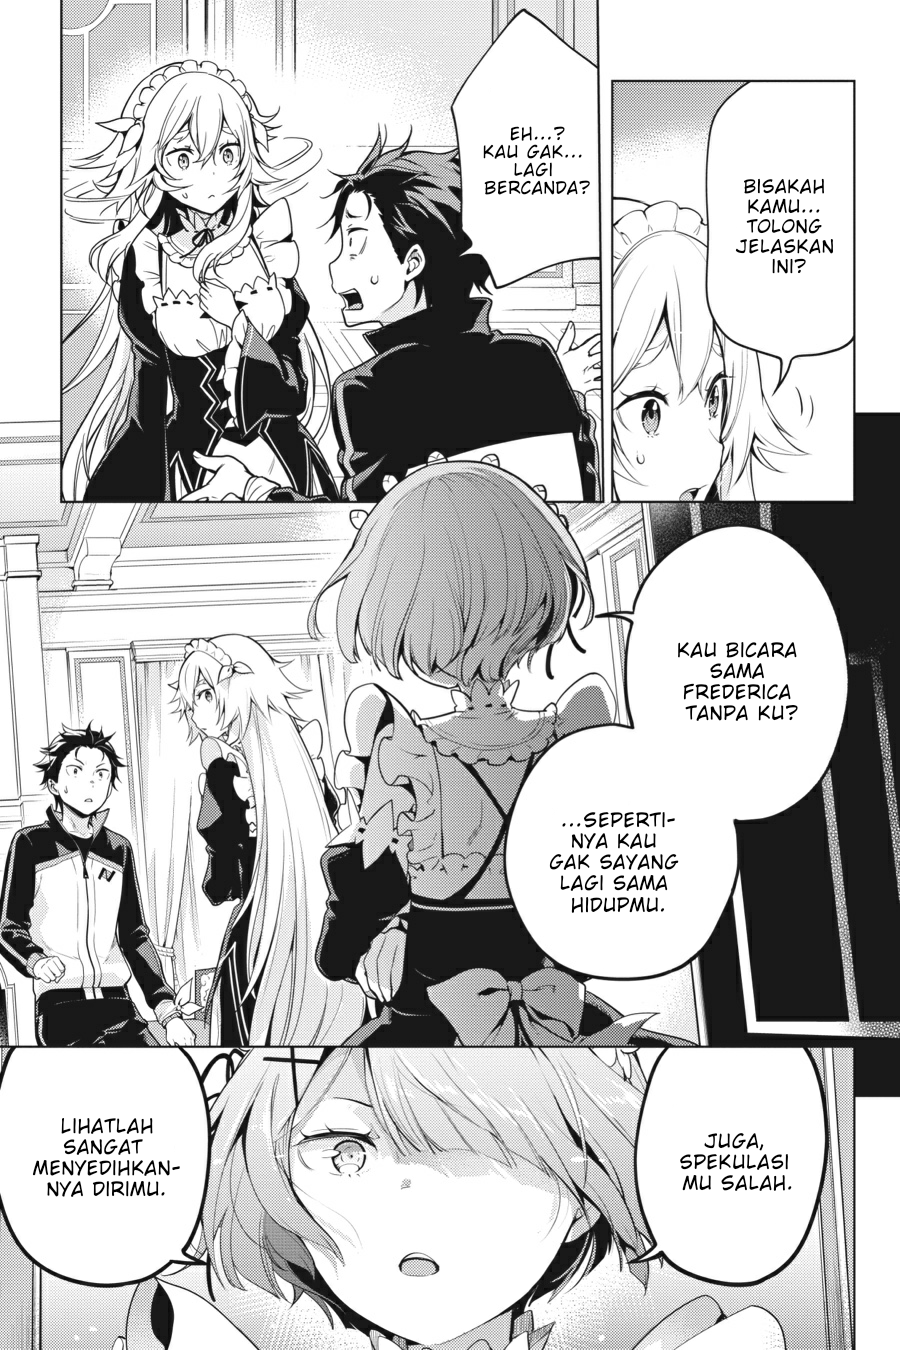 BISAKAH
KAMU...
TOLONG
JELASKAN
INI?
EH...?
KAU GAK...
LAGI
BERCANDA?
KAU BICARA
SAMA
FREDERICA
TANPA KU?
...SEPERTI-
NYA KAU
GAK SAYANG
LAGI SAMA
HIDUPMU.
N
JUGA,
SPEKULASI
MU SALAH.
LIHATLAH
SANGAT
MENYEDIHKAN-
NYA DIRIMU.